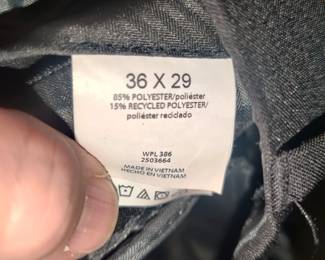 36 X 29
85% POLYESTER/poliéster
15% RECYCLED POLYESTER/
poliéster reciclado
WPL 386
2503664
MADE IN VIETNAM
HECHO EN VIETNAM